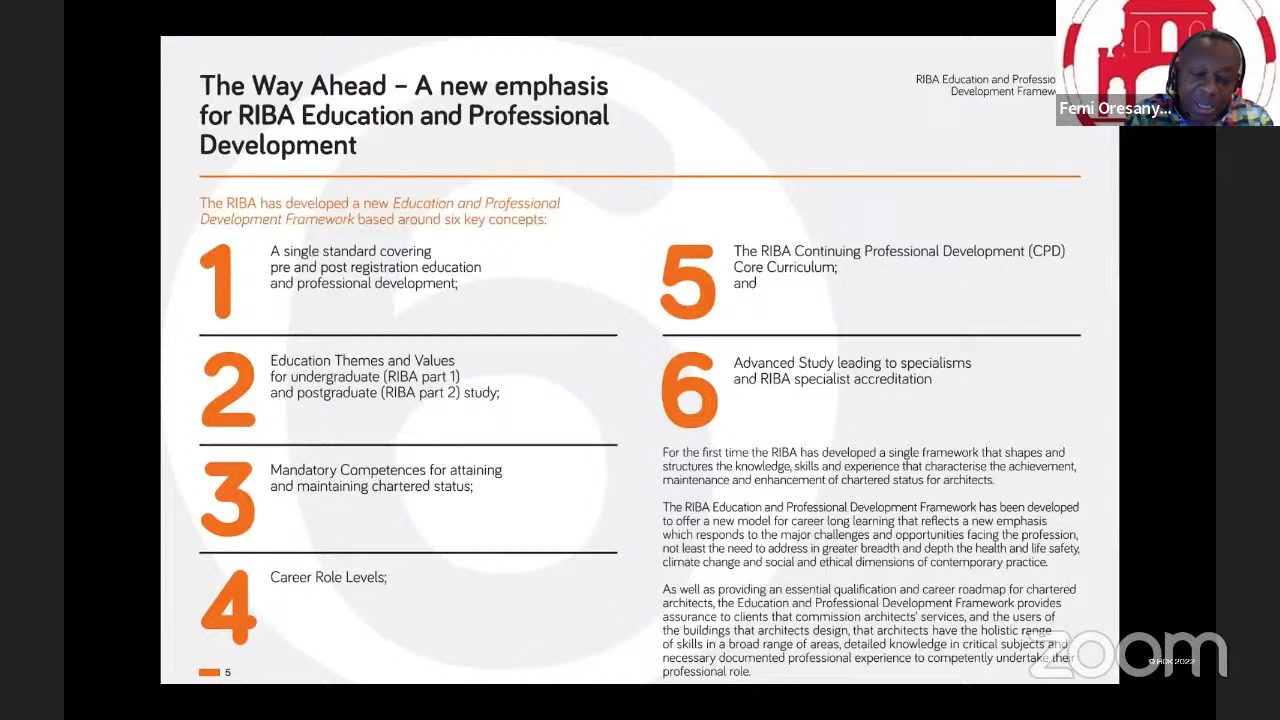 The Way Ahead – A new emphasis
for RIBA Education and Professional
Development
RIBA Education and Professio
Development Framew
Femi Oresany...
The RIBA has developed a new Education and Professional
Development Framework based around six key concepts:
1
A single standard covering
pre and post registration education
and professional development;
2
Education Themes and Values
for undergraduate (RIBA part 1)
and postgraduate (RIBA part 2) study;
3
Mandatory Competences for attaining
and maintaining chartered status;
4
Career Role Levels;
5
The RIBA Continuing Professional Development (CPD)
Core Curriculum;
and
6
Advanced Study leading to specialisms
and RIBA specialist accreditation
For the first time the RIBA has developed a single framework that shapes and
structures the knowledge, skills and experience that characterise the achievement,
maintenance and enhancement of chartered status for architects.
The RIBA Education and Professional Development Framework has been developed
to offer a new model for career long learning that reflects a new emphasis
which responds to the major challenges and opportunities facing the profession,
not least the need to address in greater breadth and depth the health and life safety,
climate change and social and ethical dimensions of contemporary practice.
As well as providing an essential qualification and career roadmap for chartered
architects, the Education and Professional Development Framework provides
assurance to clients that commission architects' services, and the users of
the buildings that architects design, that architects have the holistic range
of skills in a broad range of areas, detailed knowledge in critical subjects and
necessary documented professional experience to competently undertake their
professional role.
5
zoom
© HOK 2022